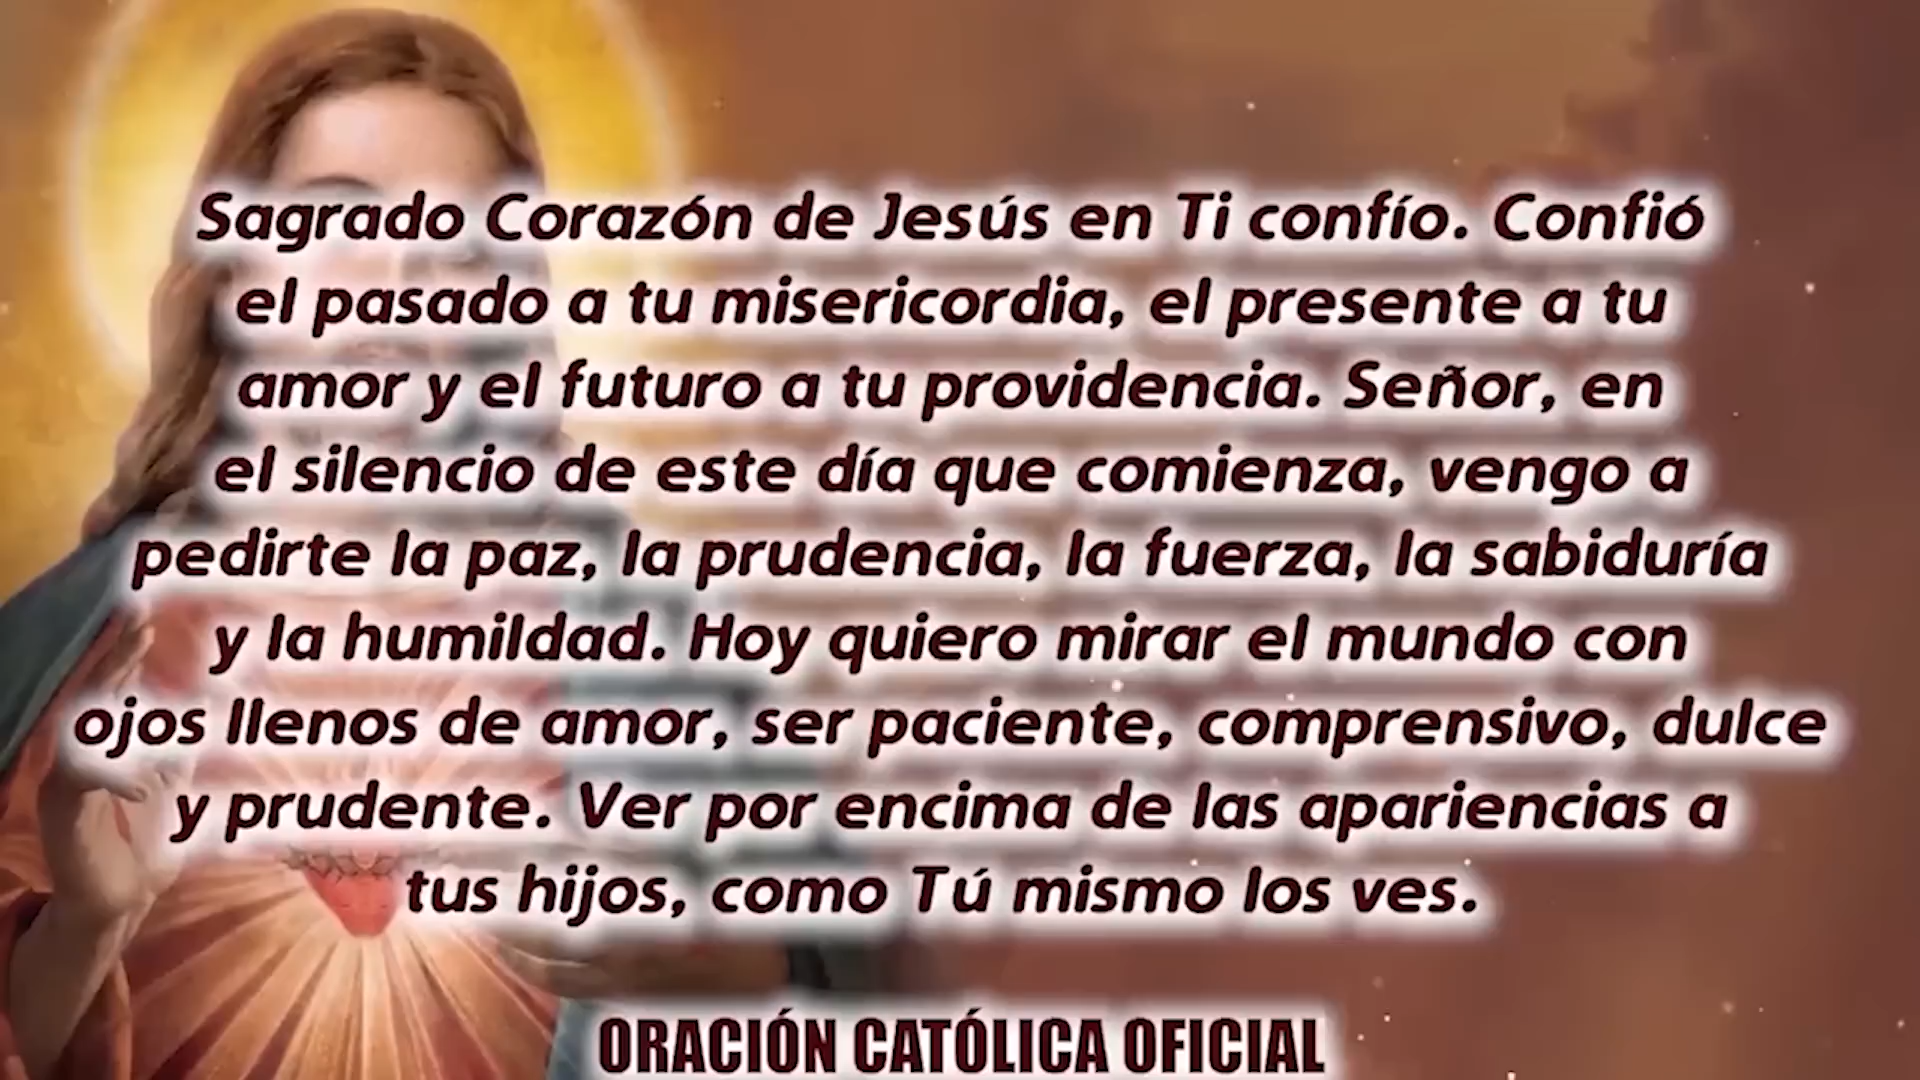 Sagrado Corazón de Jesús en Ti confío. Confió
el pasado a tu misericordia, el presente a tu
amor y el futuro a tu providencia. Señor, en
el silencio de este día que comienza, vengo a
pedirte la paz, la prudencia, la fuerza, la sabiduría
y la humildad. Hoy quiero mirar el mundo con
ojos llenos de amor, ser paciente, comprensivo, dulce
y prudente. Ver por encima de las apariencias a
tus hijos, como Tú mismo los ves.
ORACIÓN CATÓLICA OFICIAL